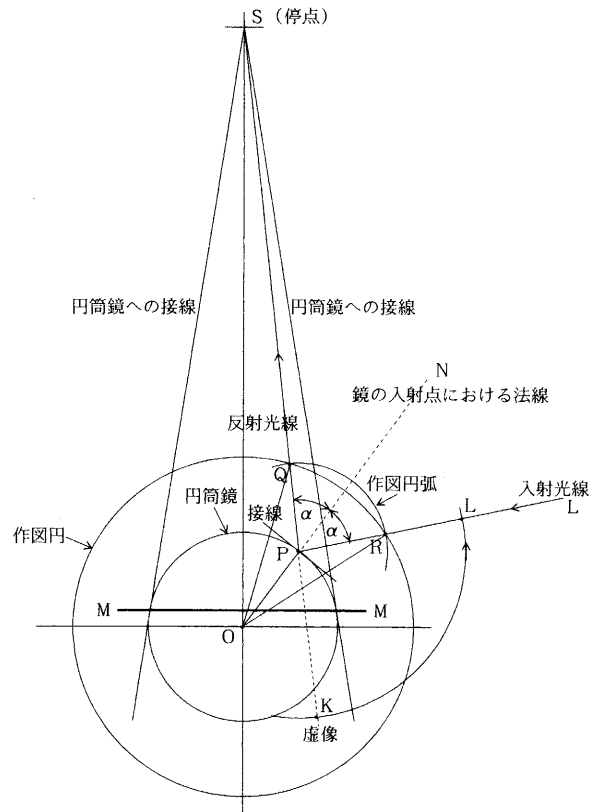 S（停点）
円筒鏡への接線
円筒鏡への接線
N
鏡の入射点における法線
反射光線
Q
作図円弧
円筒鏡
入射光線
L
L
接線
α
α
作図円
P
R
M
M
O
K
虚像